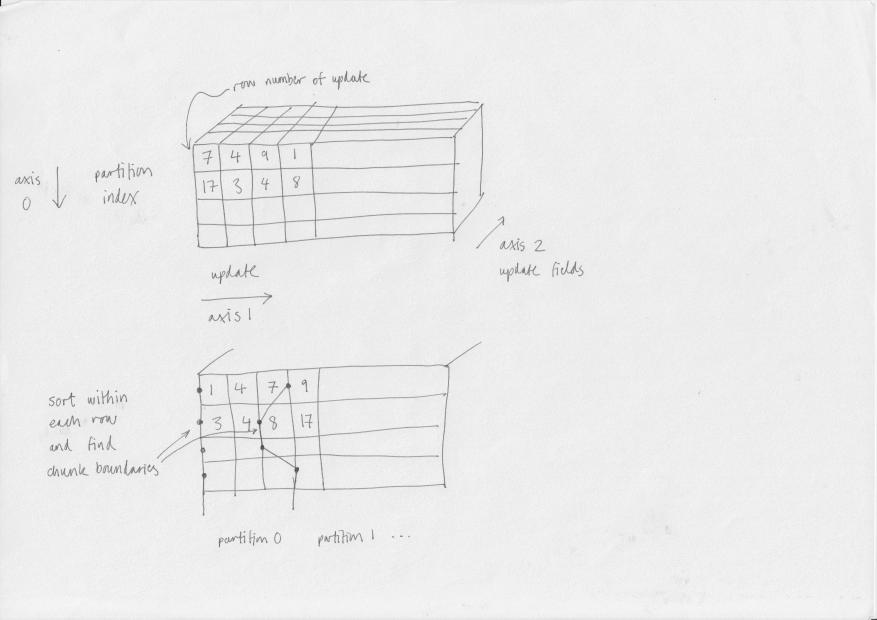 row number of update
7 4 9 1
17 3 4 8
axis
0
partition
index
axis 2
update fields
update
axis 1
1 4 7 9
3 4 8 17
sort within
each row
and find
chunk boundaries
partition 0 partition 1 ...